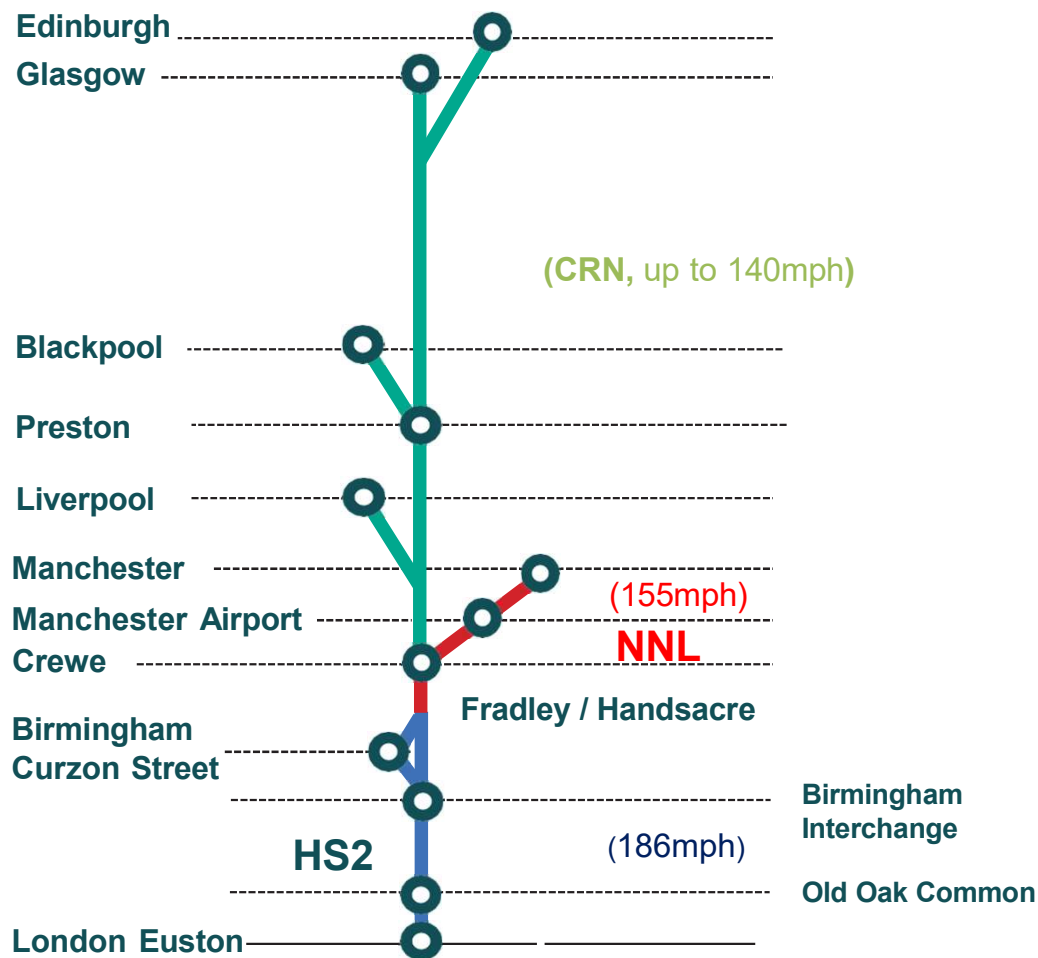 Edinburgh
Glasgow
(CRN, up to 140mph)
Blackpool
Preston
Liverpool
Manchester
(155mph)
Manchester Airport
NNL
Crewe
Fradley / Handsacre
Birmingham
Curzon Street
Birmingham
Interchange
HS2
(186mph)
Old Oak Common
London Euston